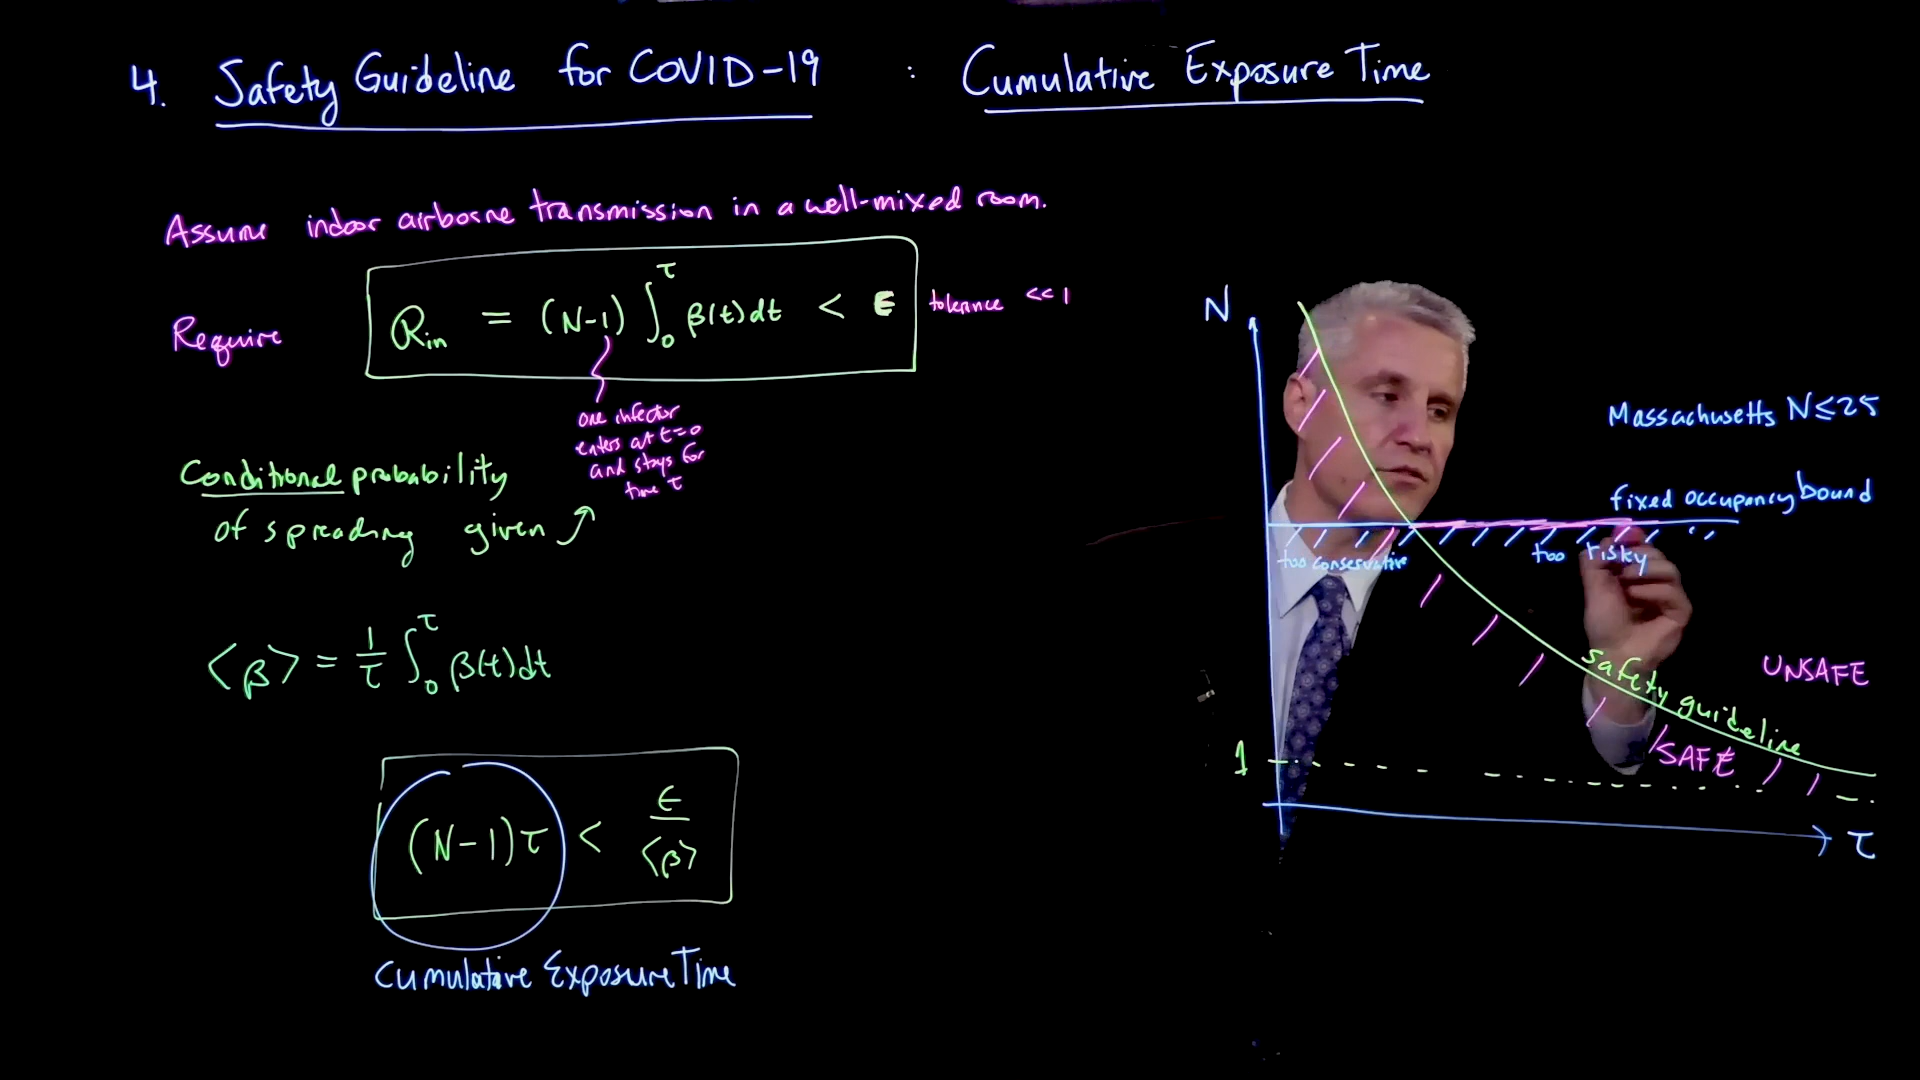 4. Safety Guideline for COVID-19 : Cumulative Exposure Time
Assume indoor airborne transmission in a well-mixed room.
Require
R_in = (N-1) ∫_0^τ β(t)dt < ϵ
tolerance << 1
one infector
enters at t=0
and stays for
time τ
Conditional probability
of spreading given
<β> = 1/τ ∫_0^τ β(t)dt
(N-1)τ < ϵ/<β>
Cumulative Exposure Time
N
Massachusetts N≤25
fixed occupancy bound
too conservative
too risky
safety guideline
UNSAFE
SAFE
1
τ